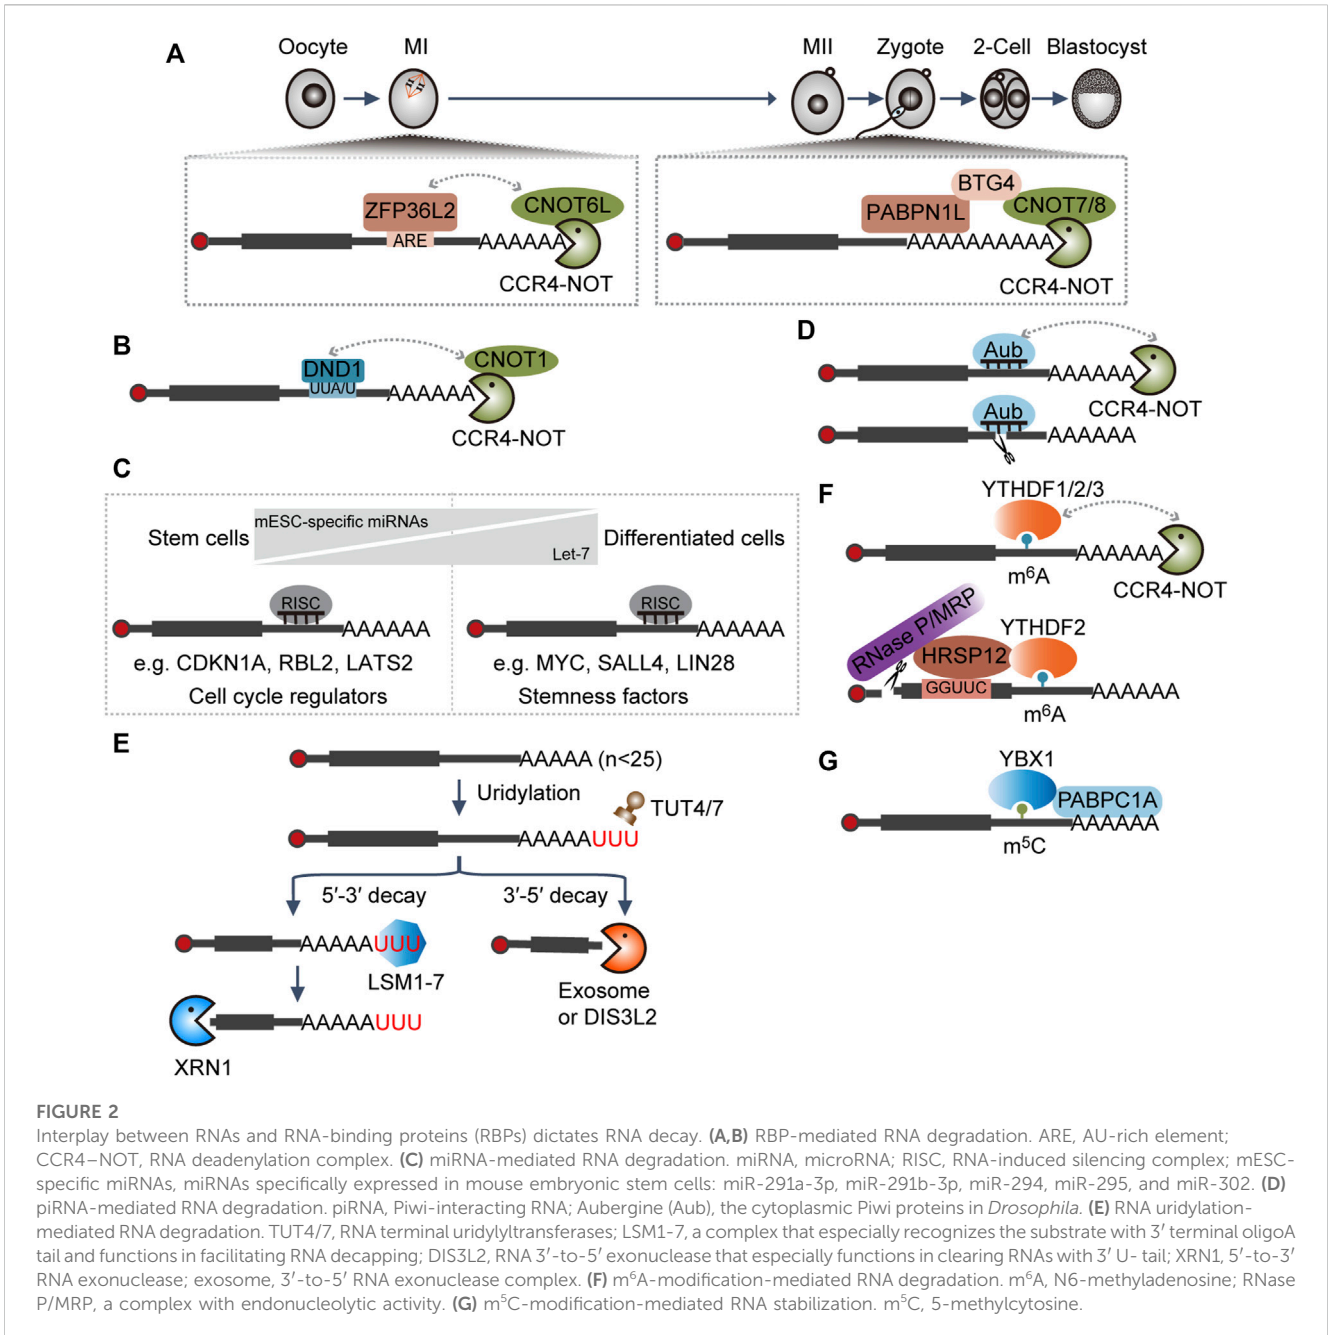 A
Oocyte
MI
MII
Zygote
2-Cell
Blastocyst
ZFP36L2
CNOT6L
ARE
AAAAAA
CCR4-NOT
BTG4
PABPN1L
CNOT7/8
AAAAAAAAAA
CCR4-NOT
B
DND1
UUA/U
CNOT1
AAAAAA
CCR4-NOT
D
Aub
AAAAAA
CCR4-NOT
Aub
AAAAAA
C
mESC-specific miRNAs
Stem cells
Let-7
Differentiated cells
RISC
AAAAAA
e.g. CDKN1A, RBL2, LATS2
Cell cycle regulators
RISC
AAAAAA
e.g. MYC, SALL4, LIN28
Stemness factors
F
YTHDF1/2/3
AAAAAA
m⁶A
CCR4-NOT
RNase P/MRP
HRSP12
YTHDF2
GGUUC
AAAAAA
m⁶A
E
AAAAA (n<25)
Uridylation
TUT4/7
AAAAAUUU
5′-3′ decay
3′-5′ decay
AAAAAUUU
LSM1-7
Exosome
or DIS3L2
AAAAAUUU
XRN1
G
YBX1
PABPC1A
AAAAAA
m⁵C
FIGURE 2
Interplay between RNAs and RNA-binding proteins (RBPs) dictates RNA decay. (A,B) RBP-mediated RNA degradation. ARE, AU-rich element;
CCR4–NOT, RNA deadenylation complex. (C) miRNA-mediated RNA degradation. miRNA, microRNA; RISC, RNA-induced silencing complex; mESC-
specific miRNAs, miRNAs specifically expressed in mouse embryonic stem cells: miR-291a-3p, miR-291b-3p, miR-294, miR-295, and miR-302. (D)
piRNA-mediated RNA degradation. piRNA, Piwi-interacting RNA; Aubergine (Aub), the cytoplasmic Piwi proteins in Drosophila. (E) RNA uridylation-
mediated RNA degradation. TUT4/7, RNA terminal uridylyltransferases; LSM1-7, a complex that especially recognizes the substrate with 3′ terminal oligoA
tail and functions in facilitating RNA decapping; DIS3L2, RNA 3′-to-5′ exonuclease that especially functions in clearing RNAs with 3′ U- tail; XRN1, 5′-to-3′
RNA exonuclease; exosome, 3′-to-5′ RNA exonuclease complex. (F) m⁶A-modification-mediated RNA degradation. m⁶A, N6-methyladenosine; RNase
P/MRP, a complex with endonucleolytic activity. (G) m⁵C-modification-mediated RNA stabilization. m⁵C, 5-methylcytosine.